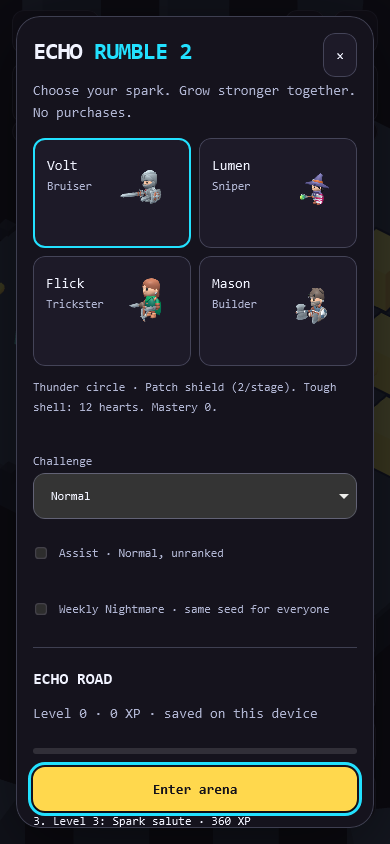 ECHO RUMBLE 2
×
Choose your spark. Grow stronger together.
No purchases.
Volt
Bruiser
Lumen
Sniper
Flick
Trickster
Mason
Builder
Thunder circle · Patch shield (2/stage). Tough
shell: 12 hearts. Mastery 0.
Challenge
Normal
Assist · Normal, unranked
Weekly Nightmare · same seed for everyone
ECHO ROAD
Level 0 · 0 XP · saved on this device
Enter arena
3. Level 3: Spark salute · 360 XP